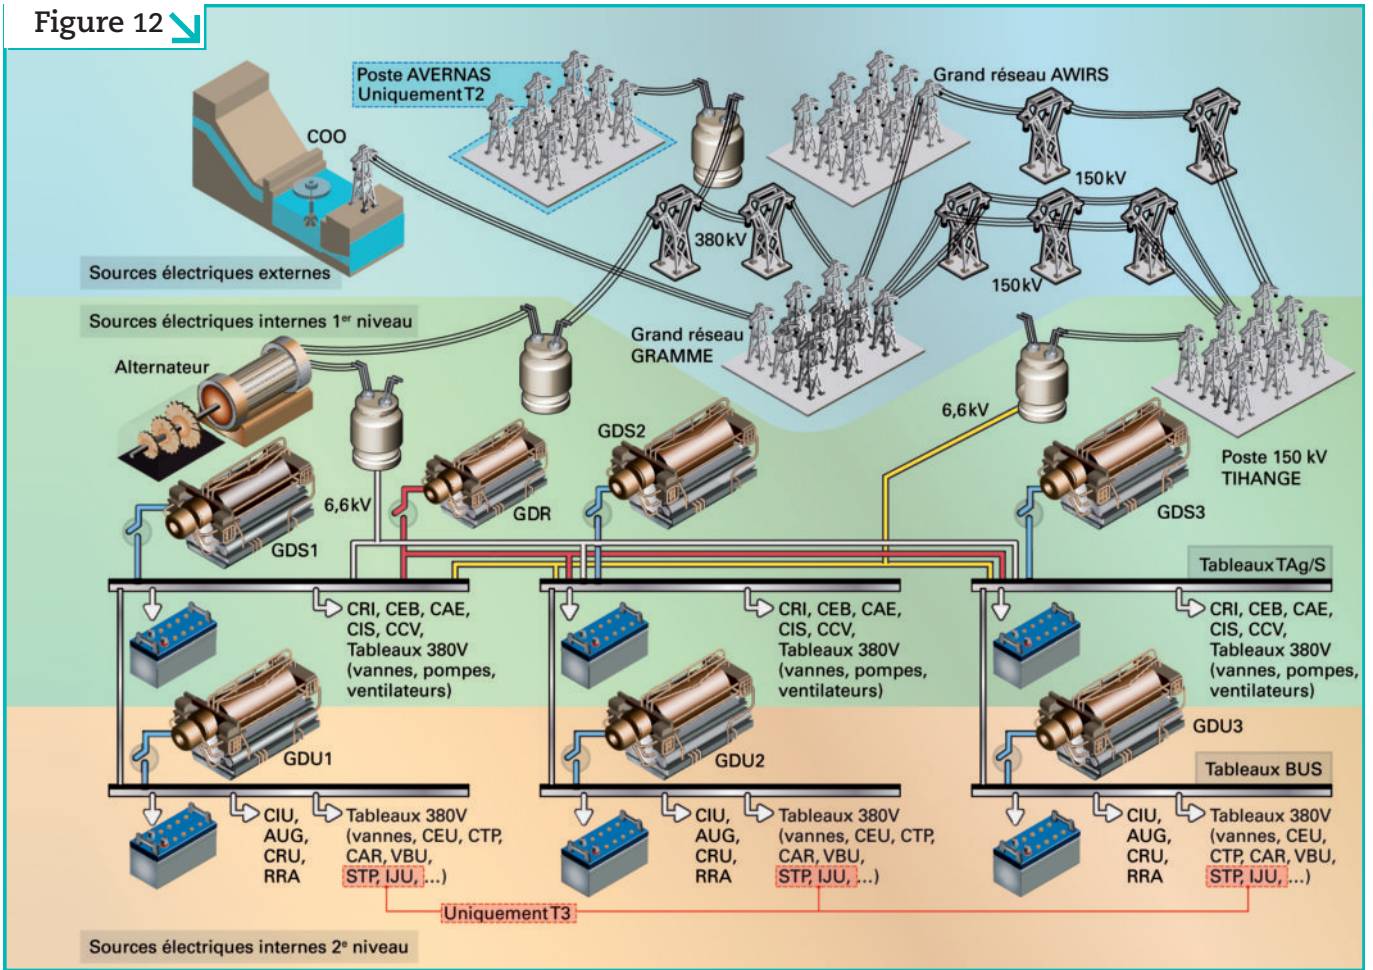 Figure 12
Poste AVERNAS
Uniquement T2
Grand réseau AWIRS
COO
150 kV
380 kV
150 kV
Sources électriques externes
Sources électriques internes 1er niveau
Grand réseau
GRAMME
Alternateur
6,6 kV
GDS2
Poste 150 kV
TIHANGE
6,6 kV
GDR
GDS3
GDS1
Tableaux TAg/S
CRI, CEB, CAE,
CIS, CCV,
Tableaux 380V
(vannes, pompes,
ventilateurs)
CRI, CEB, CAE,
CIS, CCV,
Tableaux 380V
(vannes, pompes,
ventilateurs)
CRI, CEB, CAE,
CIS, CCV,
Tableaux 380V
(vannes, pompes,
ventilateurs)
GDU1
GDU2
GDU3
Tableaux BUS
CIU,
AUG,
CRU,
RRA
Tableaux 380V
(vannes, CEU, CTP,
CAR, VBU,
STP, IJU, ...)
CIU,
AUG,
CRU,
RRA
Tableaux 380V
(vannes, CEU, CTP,
CAR, VBU,
STP, IJU, ...)
CIU,
AUG,
CRU,
RRA
Tableaux 380V
(vannes, CEU,
CTP, CAR, VBU,
STP, IJU, ...)
Uniquement T3
Sources électriques internes 2e niveau